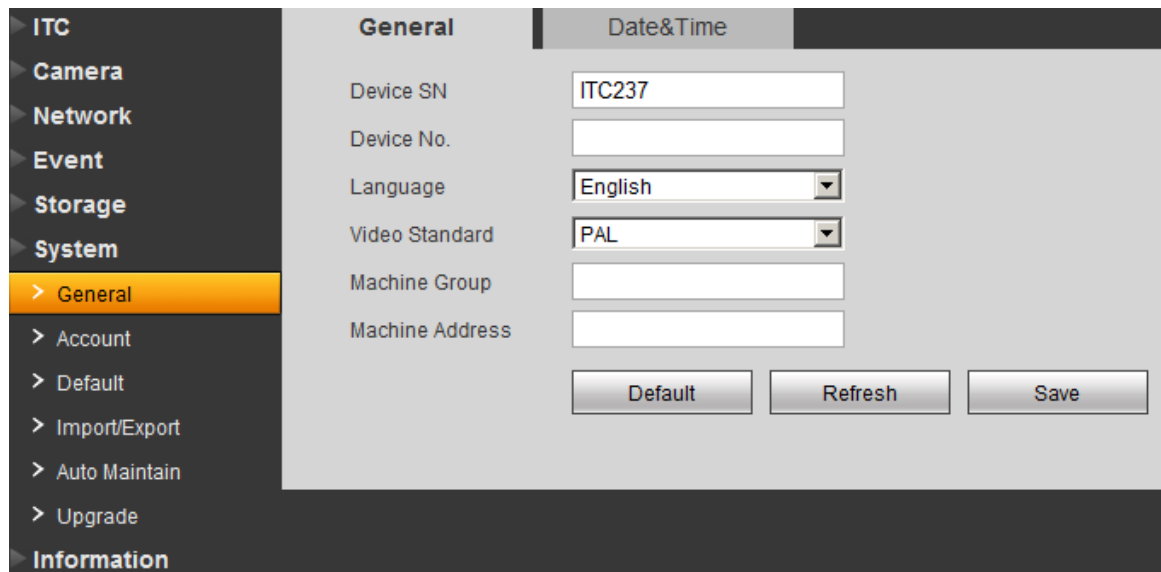 ITC
Camera
Network
Event
Storage
System
> General
> Account
> Default
> Import/Export
> Auto Maintain
> Upgrade
Information
General Date&Time
Device SN ITC237
Device No.
Language English
Video Standard PAL
Machine Group
Machine Address
Default Refresh Save